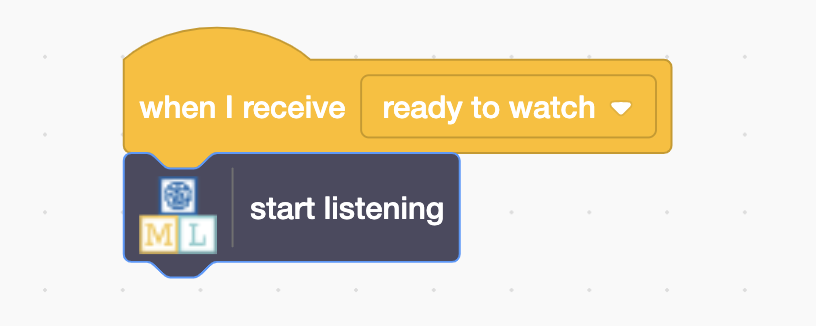 when I receive ready to watch
M L start listening